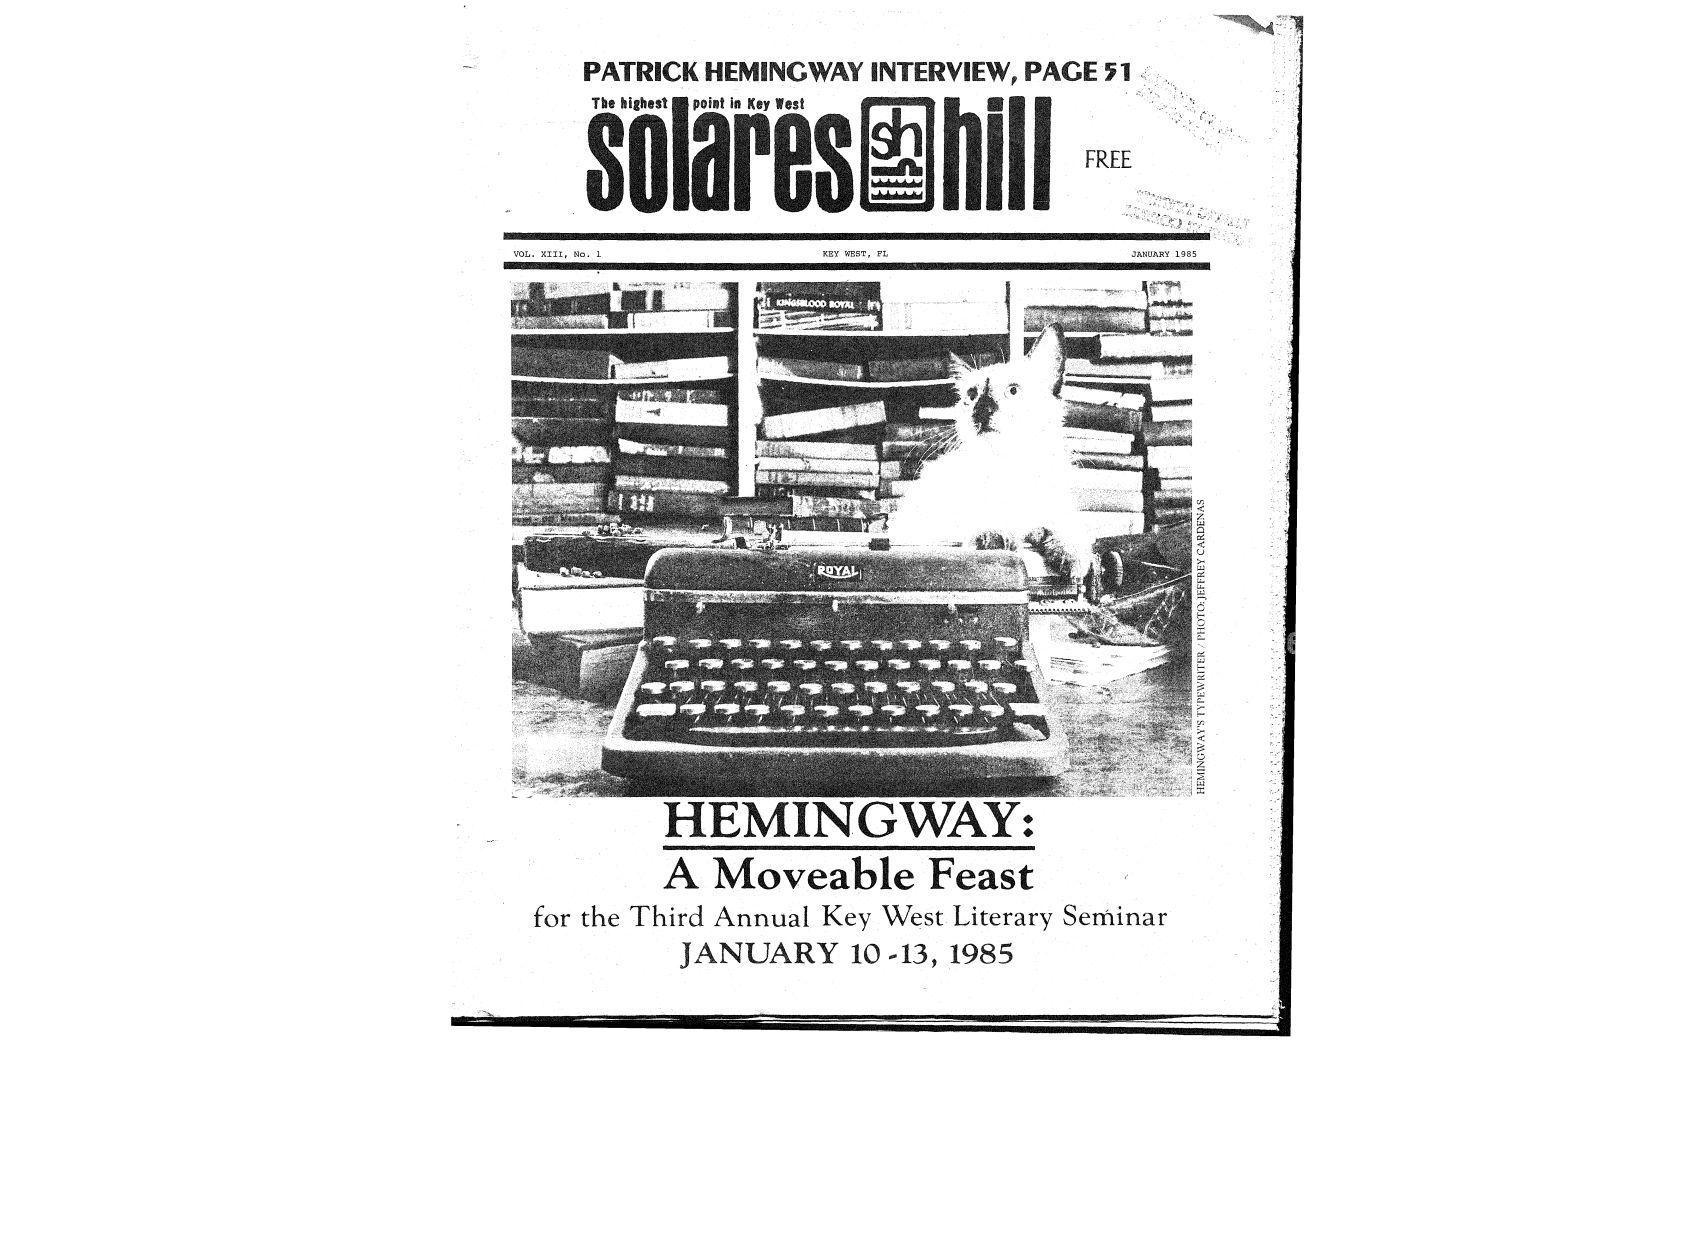 PATRICK HEMINGWAY INTERVIEW, PAGE 51
The highest point in Key West
solares sh hill
FREE
VOL. XIII, No. 1 KEY WEST, FL JANUARY 1985
KINGSBLOOD ROYAL
ROYAL
HEMINGWAY'S TYPEWRITER / PHOTO: JEFFREY CARDENAS
HEMINGWAY:
A Moveable Feast
for the Third Annual Key West Literary Seminar
JANUARY 10-13, 1985